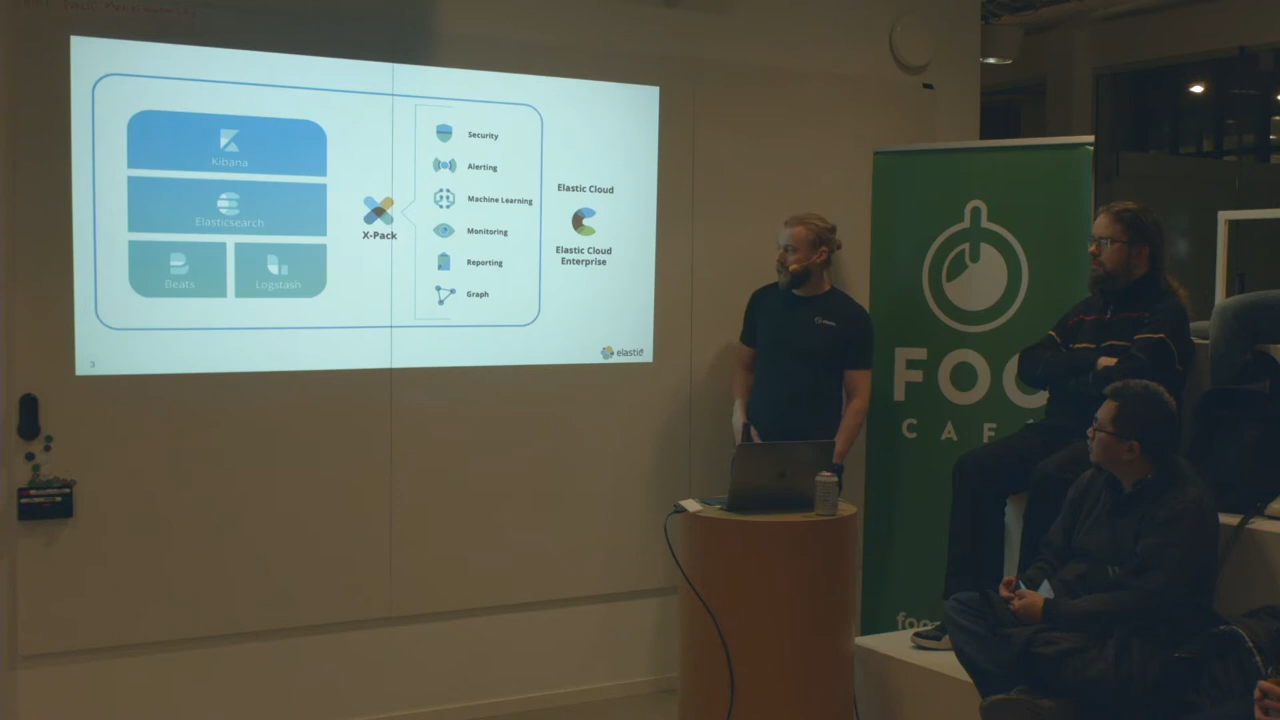 Kibana
Elasticsearch
Beats
Logstash
X-Pack
Security
Alerting
Machine Learning
Monitoring
Reporting
Graph
Elastic Cloud
Elastic Cloud
Enterprise
3
elastic
FOO
CAF
foo